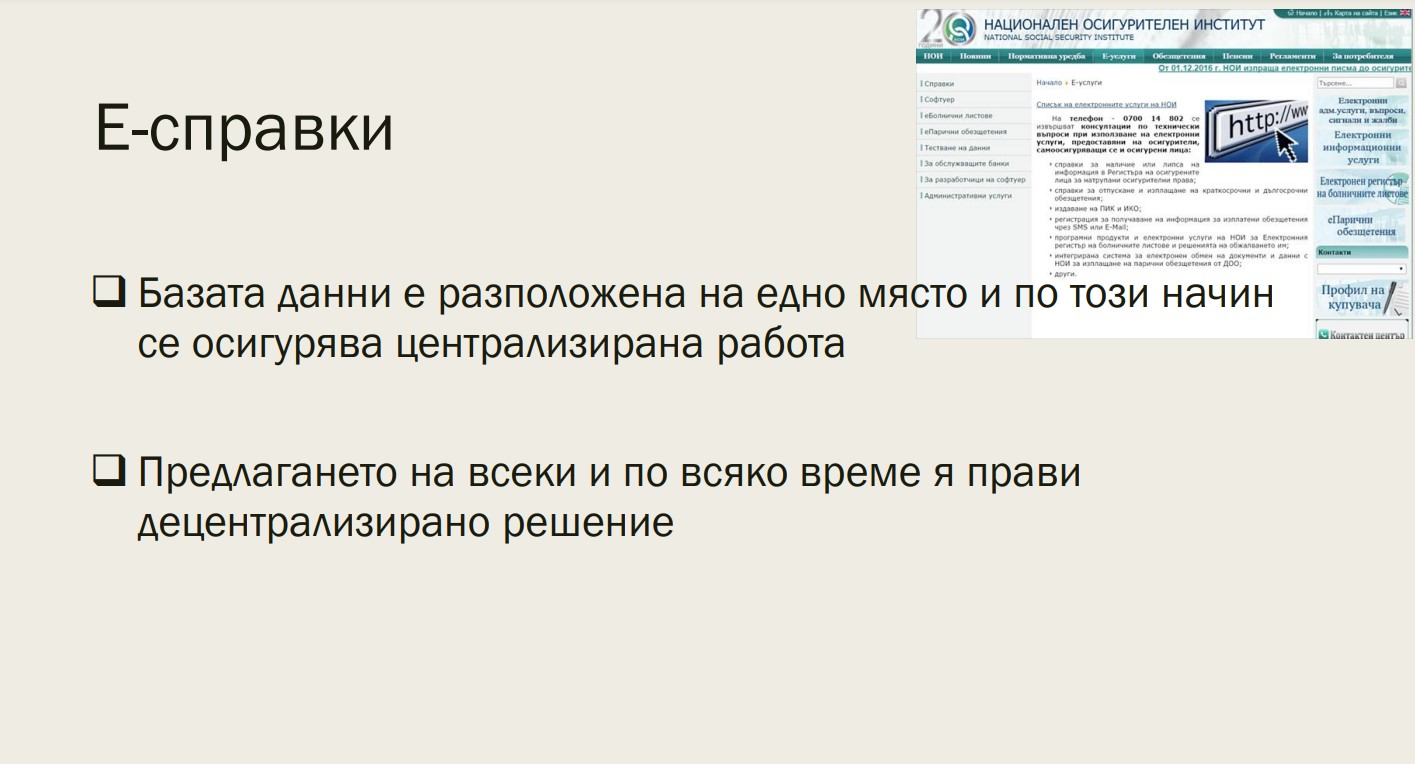 Е-справки
Базата данни е разположена на едно място и по този начин
се осигурява централизирана работа
Предлагането на всеки и по всяко време я прави
децентрализирано решение
Начало | Карта на сайта | Език
20
години
НАЦИОНАЛЕН ОСИГУРИТЕЛЕН ИНСТИТУТ
NATIONAL SOCIAL SECURITY INSTITUTE
НОИ Новини Нормативна уредба Е-услуги Обезщетения Пенсии Регламенти За потребителя
От 01.12.2016 г. НОИ изпраща електронни писма до осигурите
Справки
Софтуер
еБолнични листове
еПарични обезщетения
Тестване на данни
За обслужващите банки
За разработчици на софтуер
Административни услуги
Начало › Е-услуги
Списък на електронните услуги на НОИ
На телефон - 0700 14 802 се
извършват консултации по технически
въпроси при използване на електронни
услуги, предоставяни на осигурители,
самоосигуряващи се и осигурени лица:
справки за наличие или липса на
информация в Регистъра на осигурените
лица за натрупани осигурителни права;
справки за отпускане и изплащане на краткосрочни и дългосрочни
обезщетения;
издаване на ПИК и ИКО;
регистрация за получаване на информация за изплатени обезщетения
чрез SMS или E-Mail;
програмни продукти и електронни услуги на НОИ за Електронния
регистър на болничните листове и решенията на обжалването им;
интегрирана система за електронен обмен на документи и данни с
НОИ за изплащане на парични обезщетения от ДОО;
други.
http://ww
Търсене...
Електронни
адм.услуги, въпроси,
сигнали и жалби
Електронни
информационни
услуги
Електронен регистър
на болничните листове
еПарични
обезщетения
Контакти
Профил на
купувача
Контактен център